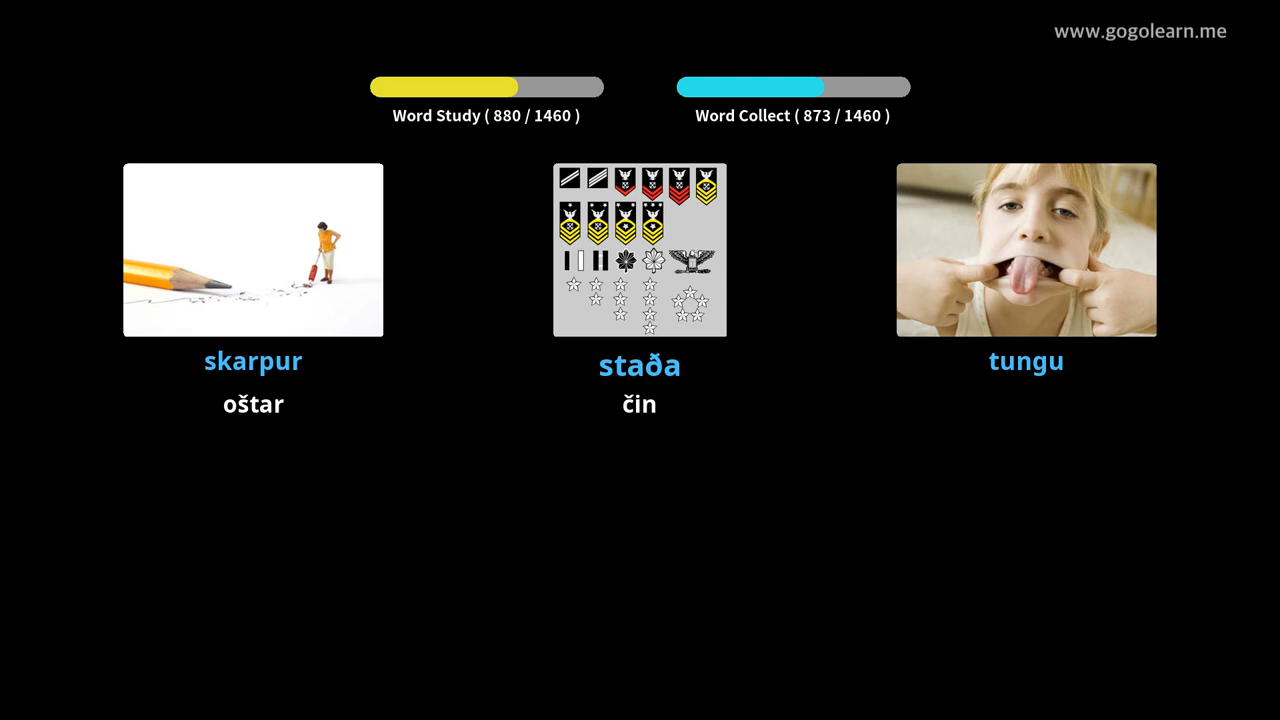 www.gogolearn.me
Word Study ( 880 / 1460 )
Word Collect ( 873 / 1460 )
skarpur
staða
tungu
oštar
čin